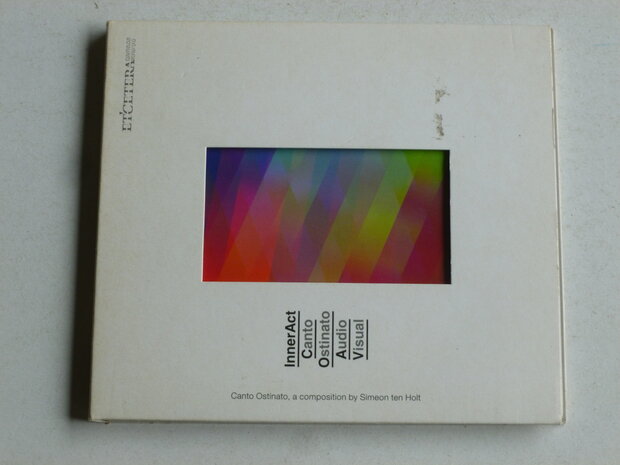 ET'CETERA
InnerAct
Canto
Ostinato
Audio
Visual
Canto Ostinato, a composition by Simeon ten Holt